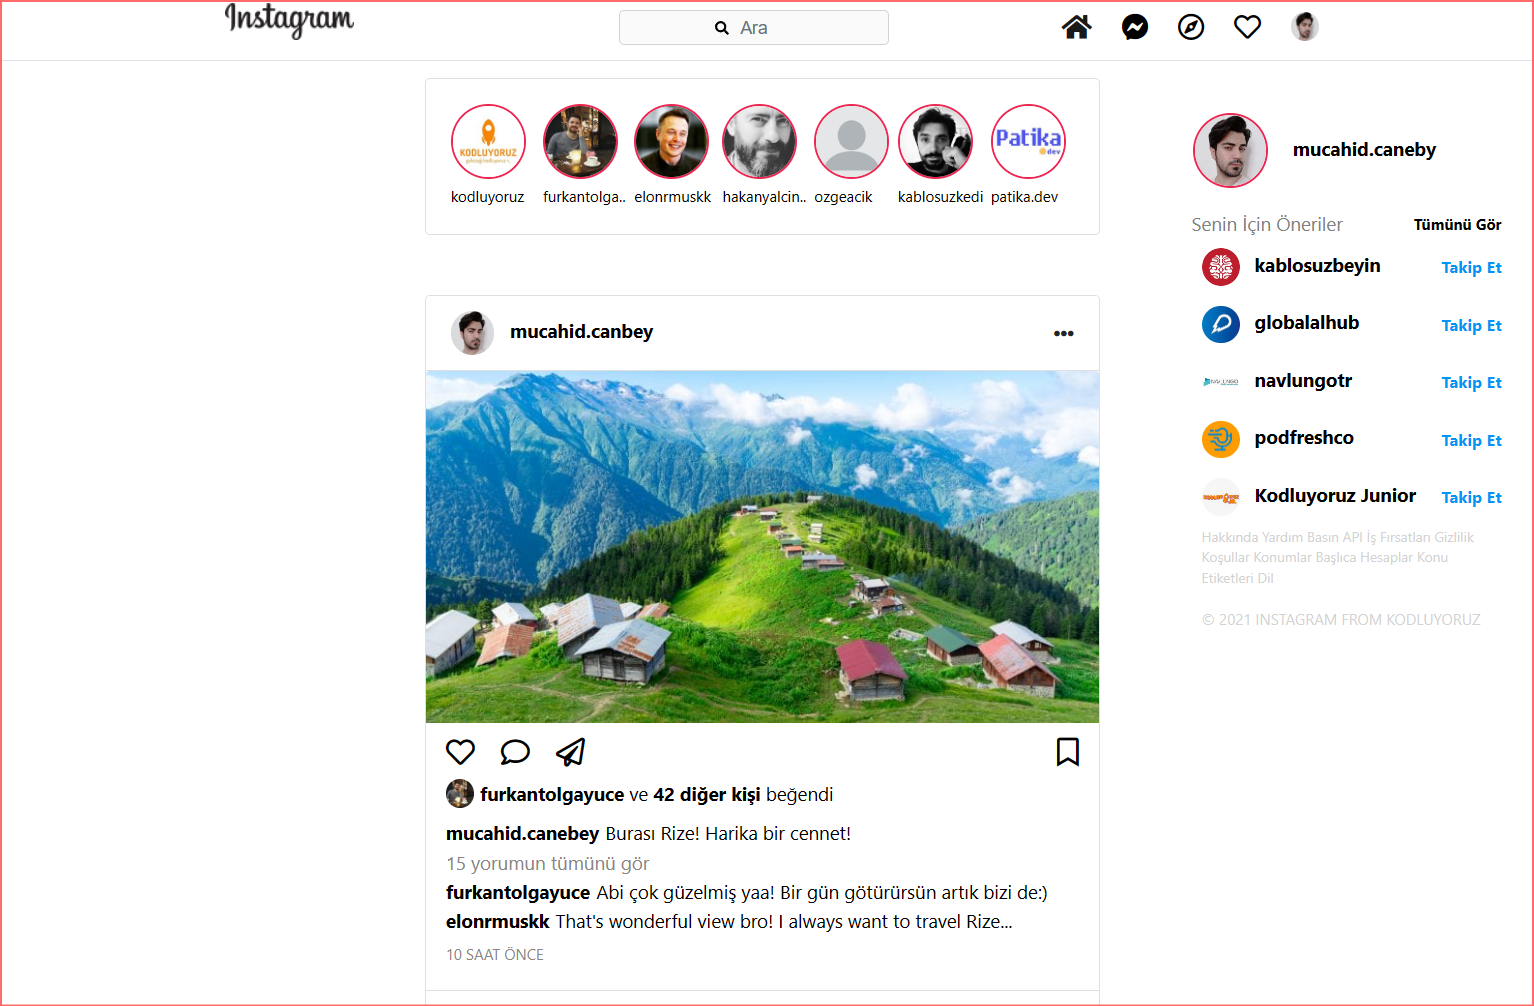 Instagram
Ara
KODLUYORUZ
Patika
dev
kodluyoruz
furkantolga..
elonrmuskk
hakanyalcin..
ozgeacik
kablosuzkedi
patika.dev
mucahid.caneby
Senin İçin Öneriler
Tümünü Gör
kablosuzbeyin
Takip Et
globalalhub
Takip Et
navlungotr
Takip Et
podfreshco
Takip Et
Kodluyoruz Junior
Takip Et
Hakkında Yardım Basın API İş Fırsatları Gizlilik
Koşullar Konumlar Başlıca Hesaplar Konu
Etiketleri Dil
© 2021 INSTAGRAM FROM KODLUYORUZ
mucahid.canbey
furkantolgayuce ve 42 diğer kişi beğendi
mucahid.canebey Burası Rize! Harika bir cennet!
15 yorumun tümünü gör
furkantolgayuce Abi çok güzelmiş yaa! Bir gün götürürsün artık bizi de:)
elonrmuskk That's wonderful view bro! I always want to travel Rize...
10 SAAT ÖNCE